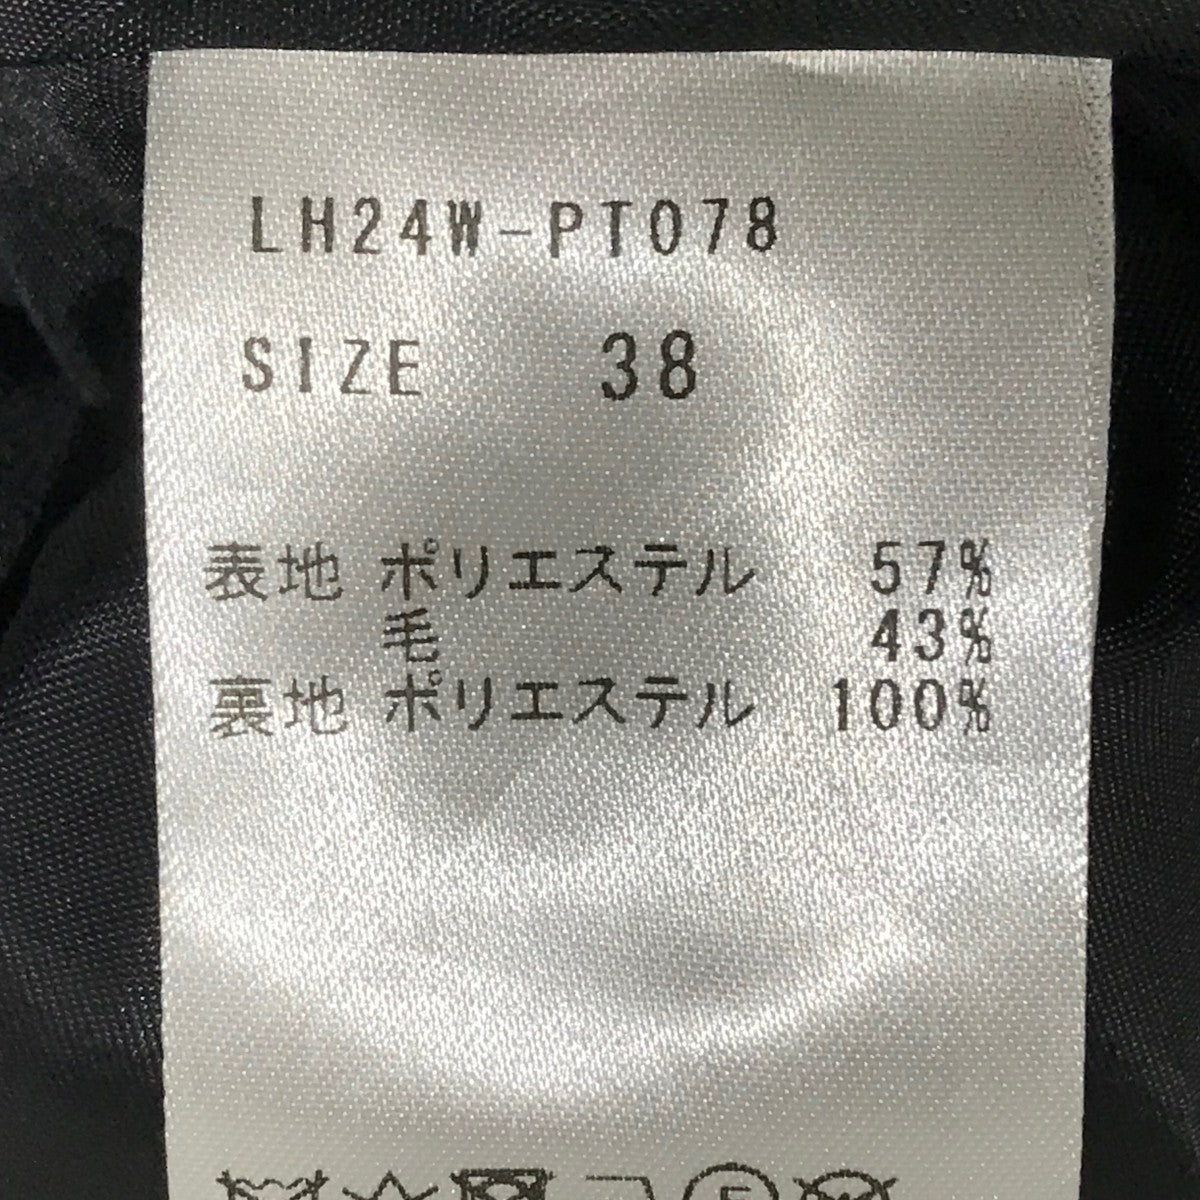 LH24W-PT078
SIZE 38
表地 ポリエステル 57%
毛 43%
裏地 ポリエステル 100%